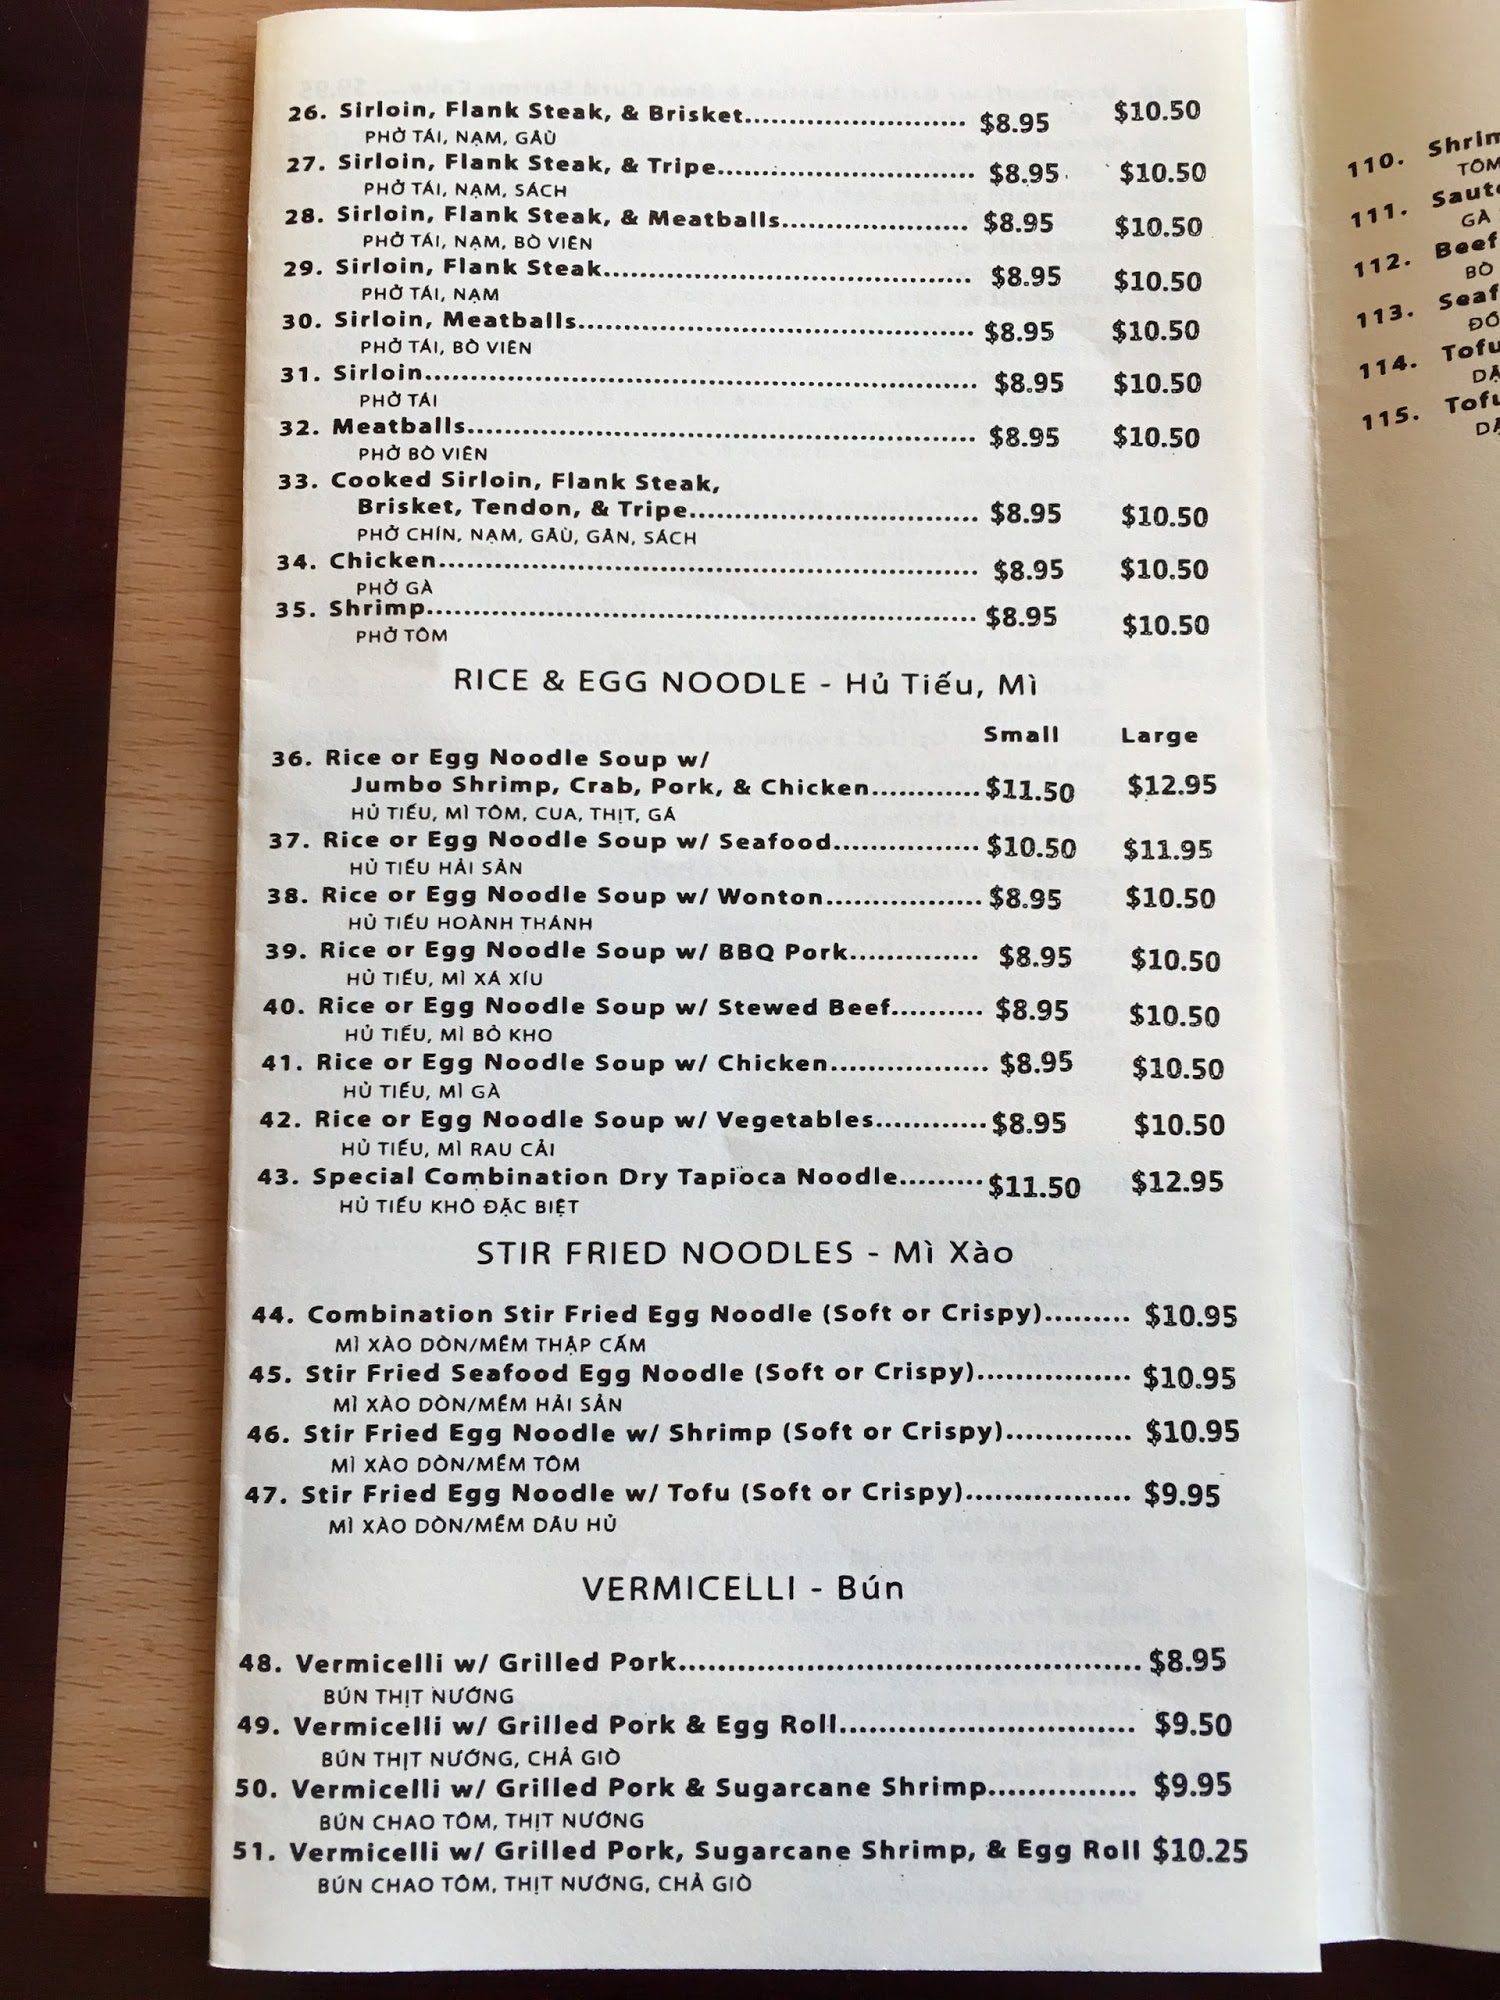 26. Sirloin, Flank Steak, & Brisket......................... $8.95 $10.50
PHỞ TÁI, NẠM, GẦU
27. Sirloin, Flank Steak, & Tripe............................. $8.95 $10.50
PHỞ TÁI, NẠM, SÁCH
28. Sirloin, Flank Steak, & Meatballs..................... $8.95 $10.50
PHỞ TÁI, NẠM, BÒ VIÊN
29. Sirloin, Flank Steak.......................................... $8.95 $10.50
PHỞ TÁI, NẠM
30. Sirloin, Meatballs............................................. $8.95 $10.50
PHỞ TÁI, BÒ VIÊN
31. Sirloin............................................................... $8.95 $10.50
PHỞ TÁI
32. Meatballs.......................................................... $8.95 $10.50
PHỞ BÒ VIÊN
33. Cooked Sirloin, Flank Steak,
Brisket, Tendon, & Tripe................................. $8.95 $10.50
PHỞ CHÍN, NẠM, GẦU, GÂN, SÁCH
34. Chicken............................................................. $8.95 $10.50
PHỞ GÀ
35. Shrimp............................................................... $8.95 $10.50
PHỞ TÔM
RICE & EGG NOODLE - Hủ Tiếu, Mì
Small Large
36. Rice or Egg Noodle Soup w/
Jumbo Shrimp, Crab, Pork, & Chicken............ $11.50 $12.95
HỦ TIẾU, MÌ TÔM, CUA, THỊT, GÁ
37. Rice or Egg Noodle Soup w/ Seafood................ $10.50 $11.95
HỦ TIẾU HẢI SẢN
38. Rice or Egg Noodle Soup w/ Wonton................. $8.95 $10.50
HỦ TIẾU HOÀNH THÁNH
39. Rice or Egg Noodle Soup w/ BBQ Pork.............. $8.95 $10.50
HỦ TIẾU, MÌ XÁ XÍU
40. Rice or Egg Noodle Soup w/ Stewed Beef.......... $8.95 $10.50
HỦ TIẾU, MÌ BÒ KHO
41. Rice or Egg Noodle Soup w/ Chicken................. $8.95 $10.50
HỦ TIẾU, MÌ GÀ
42. Rice or Egg Noodle Soup w/ Vegetables............ $8.95 $10.50
HỦ TIẾU, MÌ RAU CẢI
43. Special Combination Dry Tapioca Noodle......... $11.50 $12.95
HỦ TIẾU KHÔ ĐẶC BIỆT
STIR FRIED NOODLES - Mì Xào
44. Combination Stir Fried Egg Noodle (Soft or Crispy)......... $10.95
MÌ XÀO DÒN/MỀM THẬP CẨM
45. Stir Fried Seafood Egg Noodle (Soft or Crispy)................ $10.95
MÌ XÀO DÒN/MỀM HẢI SẢN
46. Stir Fried Egg Noodle w/ Shrimp (Soft or Crispy)............. $10.95
MÌ XÀO DÒN/MỀM TÔM
47. Stir Fried Egg Noodle w/ Tofu (Soft or Crispy)................. $9.95
MÌ XÀO DÒN/MỀM DÂU HỦ
VERMICELLI - Bún
48. Vermicelli w/ Grilled Pork............................................... $8.95
BÚN THỊT NƯỚNG
49. Vermicelli w/ Grilled Pork & Egg Roll.............................. $9.50
BÚN THỊT NƯỚNG, CHẢ GIÒ
50. Vermicelli w/ Grilled Pork & Sugarcane Shrimp............... $9.95
BÚN CHAO TÔM, THỊT NƯỚNG
51. Vermicelli w/ Grilled Pork, Sugarcane Shrimp, & Egg Roll $10.25
BÚN CHAO TÔM, THỊT NƯỚNG, CHẢ GIÒ
110. Shrim
TÔM
111. Saute
GÀ
112. Beef
BÒ
113. Seaf
ĐỒ
114. Tofu
115. Tofu